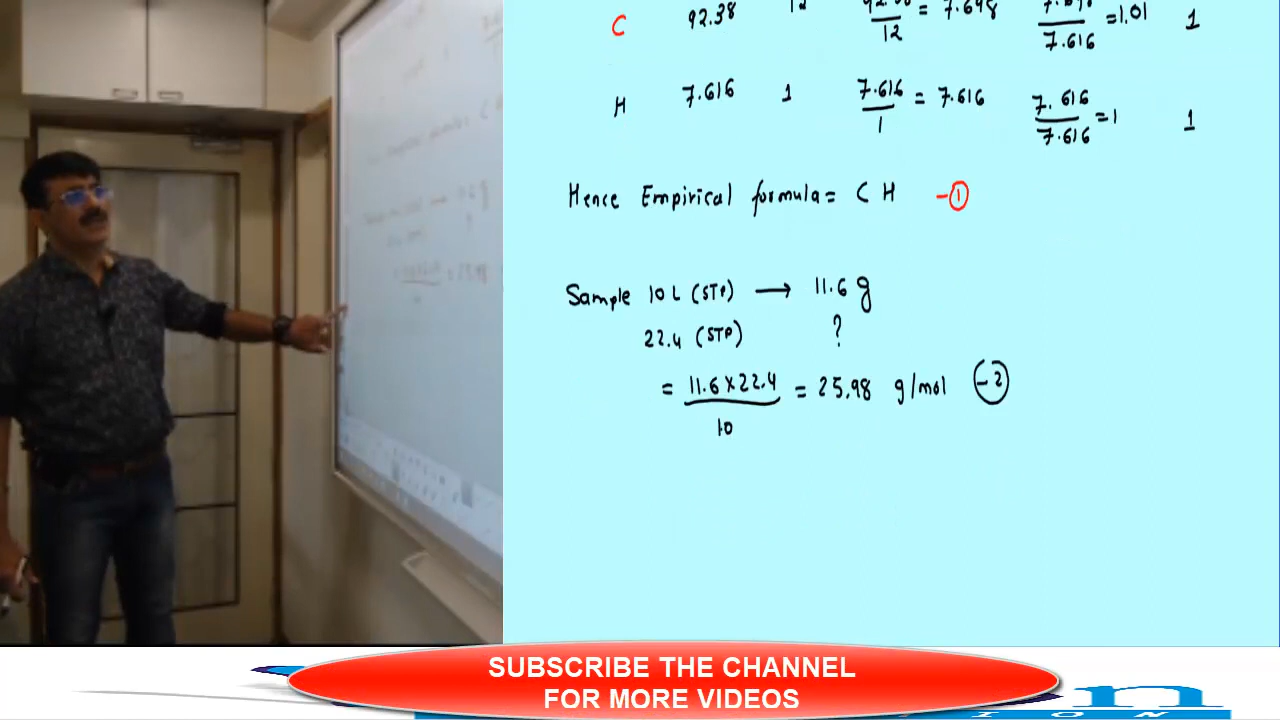 C 92.38 12 /12 = 7.698 /7.616 = 1.01 1
H 7.616 1 7.616/1 = 7.616 7.616/7.616 = 1 1
Hence Empirical formula = C H - ①
Sample 10 L (STP) → 11.6 g
22.4 (STP) ?
= 11.6 x 22.4/10 = 25.98 g/mol - ②
SUBSCRIBE THE CHANNEL
FOR MORE VIDEOS